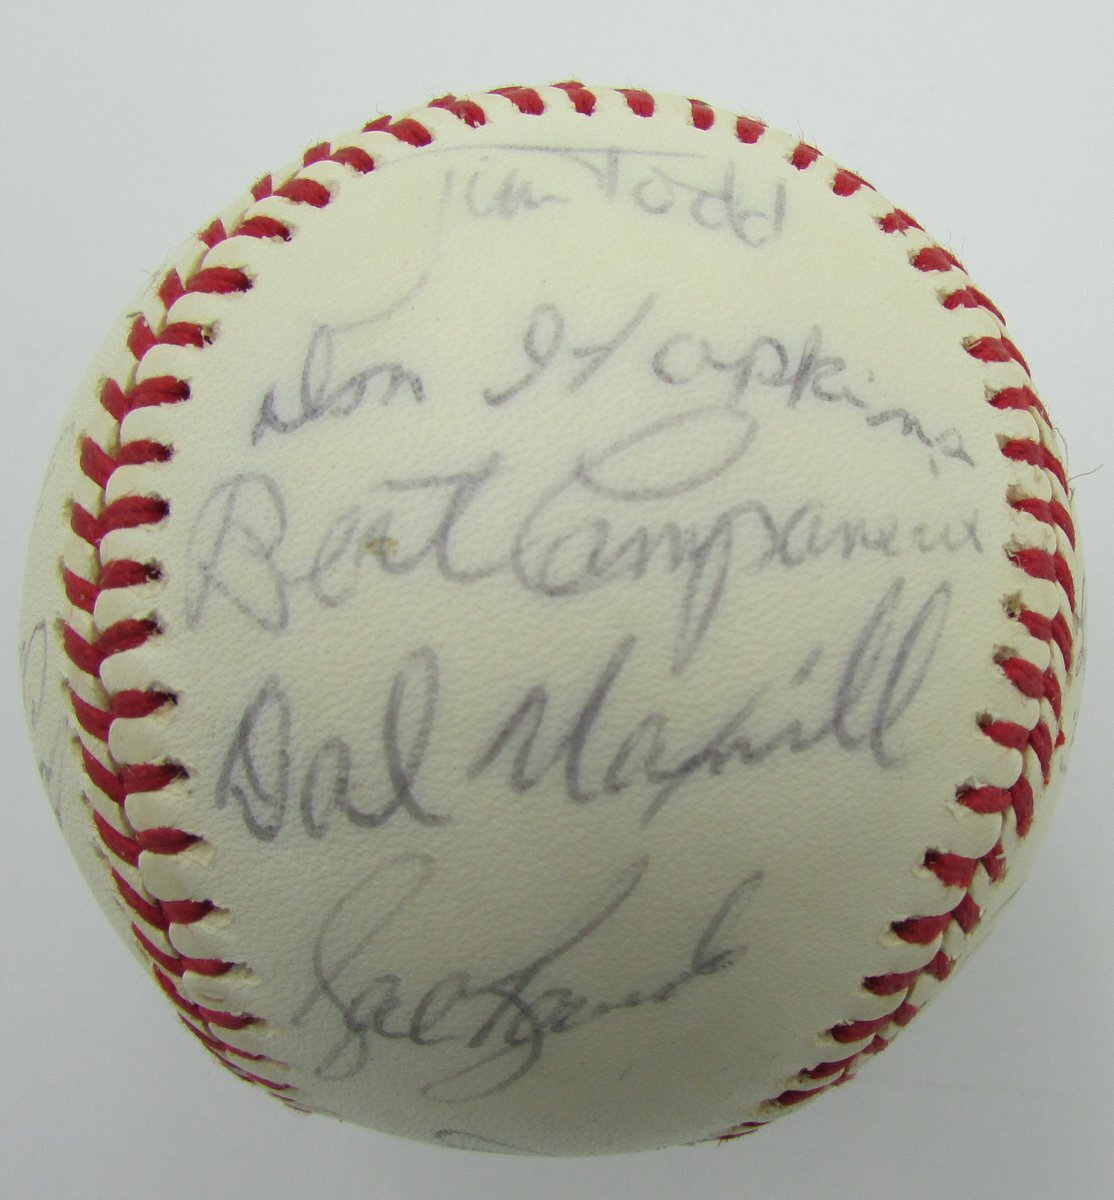 Jim Todd
Don Hopkins
Bert Campaneris
Dal Maxvill